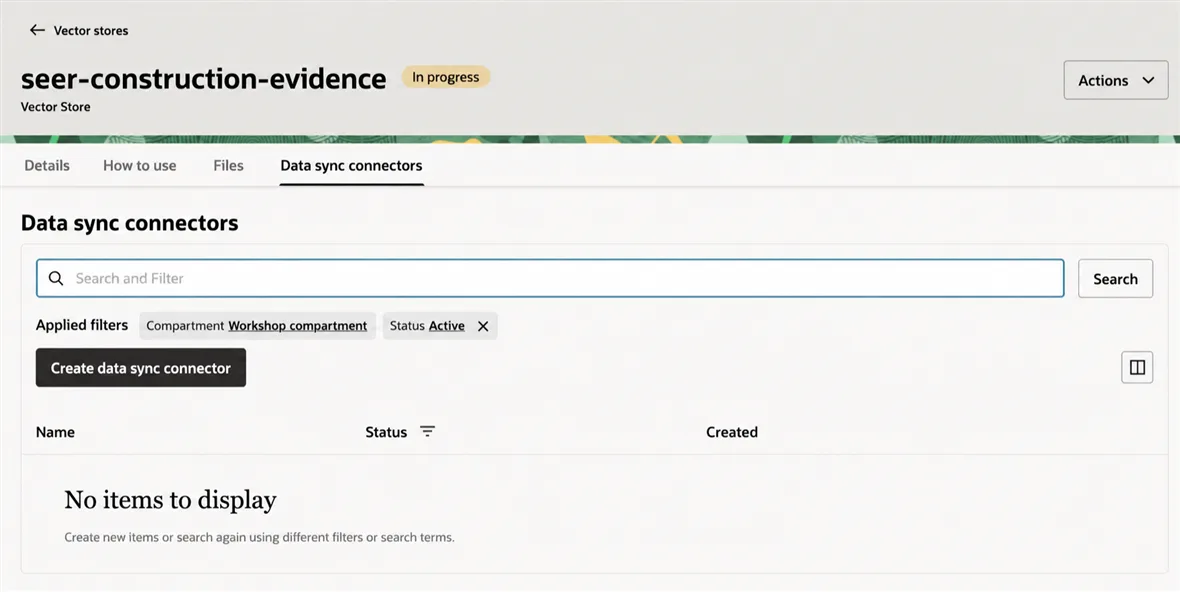 Vector stores
seer-construction-evidence In progress
Vector Store
Actions
Details How to use Files Data sync connectors
Data sync connectors
Search and Filter Search
Applied filters Compartment Workshop compartment Status Active
Create data sync connector
Name Status Created
No items to display
Create new items or search again using different filters or search terms.